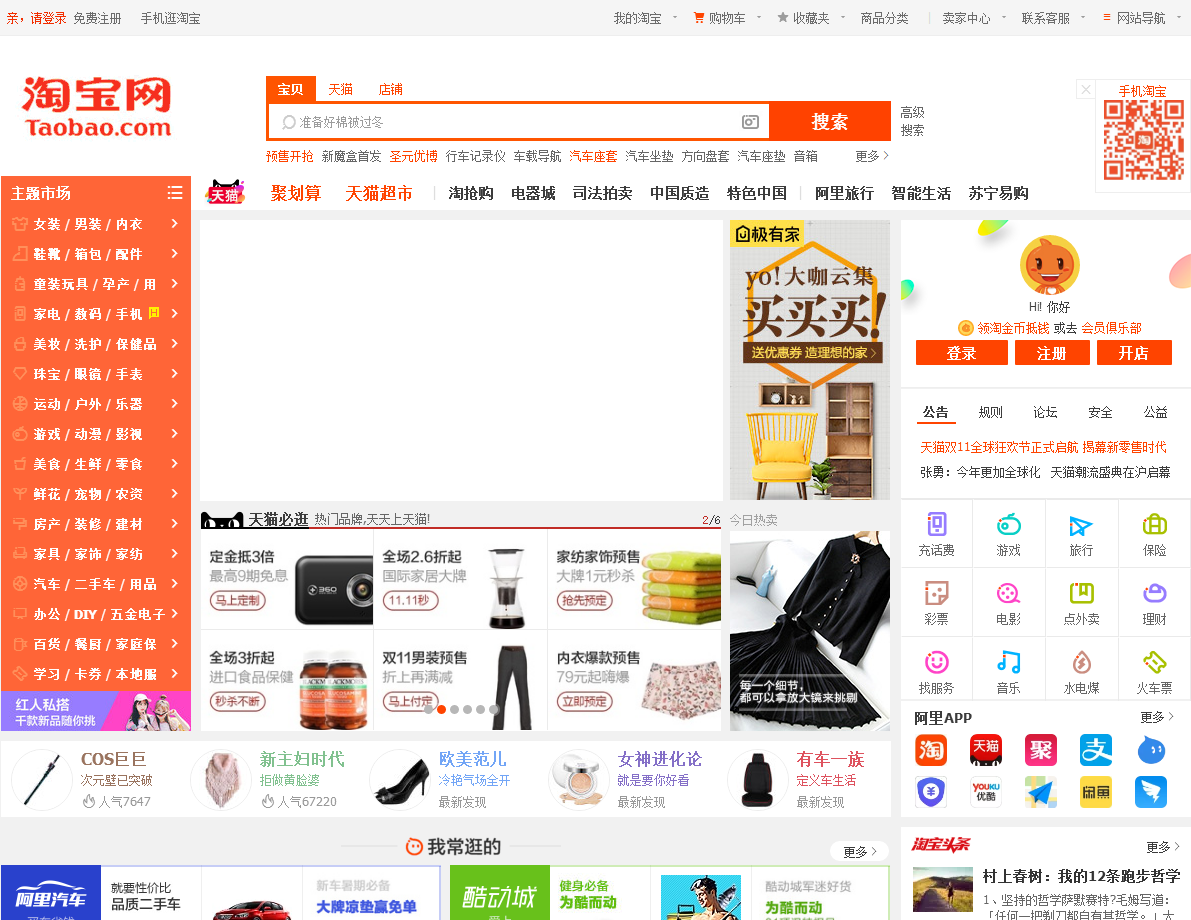 亲，请登录 免费注册 手机逛淘宝 我的淘宝 购物车 收藏夹 商品分类 卖家中心 联系客服 网站导航
淘宝网
Taobao.com
宝贝 天猫 店铺
准备好棉被过冬
搜索
高级
搜索
预售开抢 新魔盒首发 圣元优博 行车记录仪 车载导航 汽车座套 汽车坐垫 方向盘套 汽车座垫 音箱 更多
手机淘宝
淘
主题市场
天猫 聚划算 天猫超市 淘抢购 电器城 司法拍卖 中国质造 特色中国 阿里旅行 智能生活 苏宁易购
女装 / 男装 / 内衣
鞋靴 / 箱包 / 配件
童装玩具 / 孕产 / 用
家电 / 数码 / 手机
美妆 / 洗护 / 保健品
珠宝 / 眼镜 / 手表
运动 / 户外 / 乐器
游戏 / 动漫 / 影视
美食 / 生鲜 / 零食
鲜花 / 宠物 / 农资
房产 / 装修 / 建材
家具 / 家饰 / 家纺
汽车 / 二手车 / 用品
办公 / DIY / 五金电子
百货 / 餐厨 / 家庭保
学习 / 卡券 / 本地服
红人私搭
千款新品随你挑
极有家
yo!大咖云集
买买买!
送优惠券 造理想的家
Hi! 你好
领淘金币抵钱 或去 会员俱乐部
登录 注册 开店
公告 规则 论坛 安全 公益
天猫双11全球狂欢节正式启航 揭幕新零售时代
张勇：今年更加全球化 天猫潮流盛典在沪启幕
天猫必逛 热门品牌,天天上天猫! 2/6
定金抵3倍
最高9期免息
马上定制
360
全场2.6折起
国际家居大牌
11.11秒
家纺家饰预售
大牌1元秒杀
抢先预定
全场3折起
进口食品保健
秒杀不断
双11男装预售
折上再满减
马上付定
内衣爆款预售
79元起嗨爆
立即预定
今日热卖
每一个细节，
都可以拿放大镜来挑剔
充话费 游戏 旅行 保险
彩票 电影 点外卖 理财
找服务 音乐 水电煤 火车票
阿里APP 更多
淘 天猫 聚 支
YOUKU
优酷
闲鱼
COS巨巨
次元壁已突破
人气7647
新主妇时代
拒做黄脸婆
人气67220
欧美范儿
冷艳气场全开
最新发现
女神进化论
就是要你好看
最新发现
有车一族
定义车生活
最新发现
我常逛的 更多
阿里汽车
就要性价比
品质二手车
新车暑期必备
大牌凉垫赢免单
酷动城
爱上
健身必备
为酷而动
酷动城军迷好货
为酷而动
淘宝头条 更多
村上春树：我的12条跑步哲学
1、坚持的哲学获默赛特?毛姆写道：
「任何一把剃刀都自有其哲学。」大